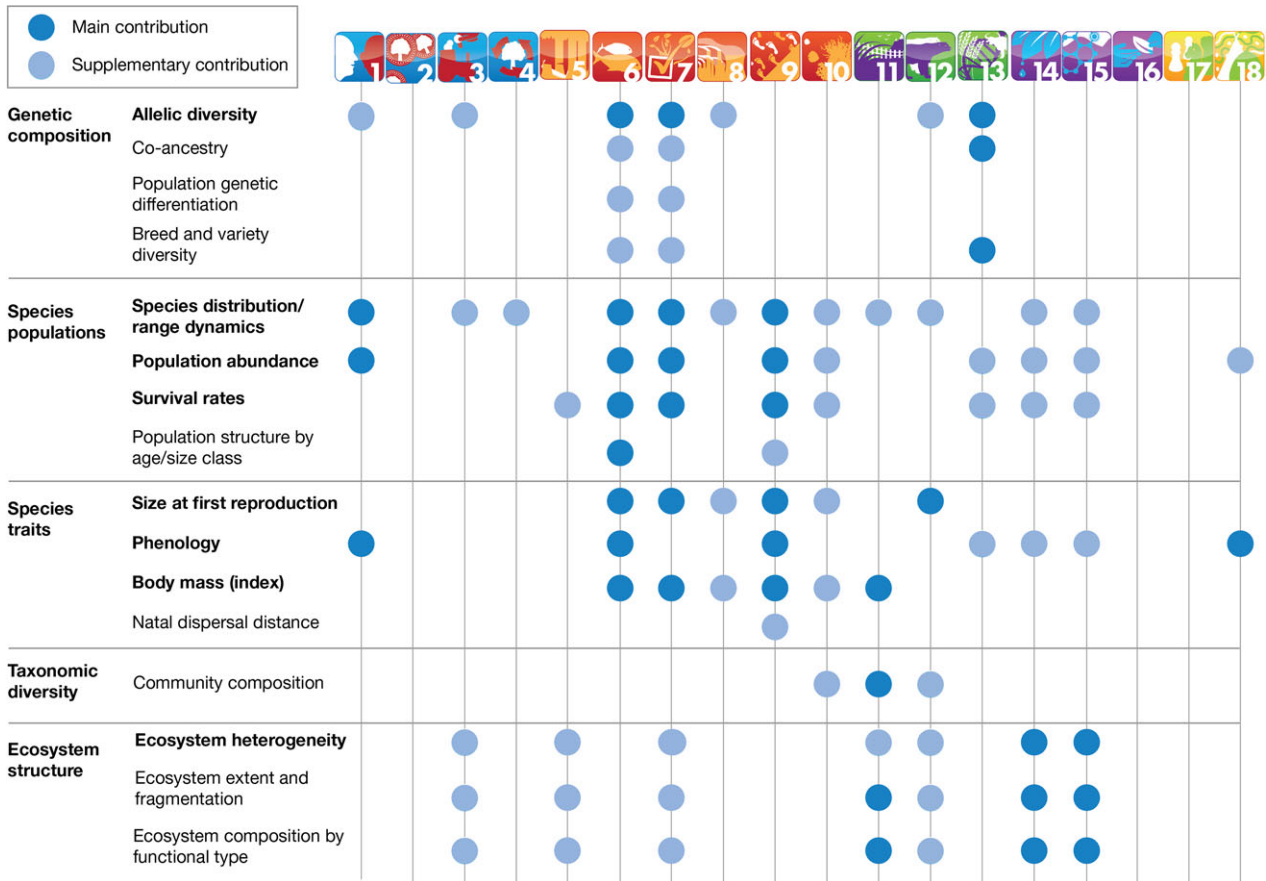 Main contribution
Supplementary contribution
1 2 3 4 5 6 7 8 9 10 11 12 13 14 15 16 17 18
Genetic
composition
Allelic diversity
Co-ancestry
Population genetic
differentiation
Breed and variety
diversity
Species
populations
Species distribution/
range dynamics
Population abundance
Survival rates
Population structure by
age/size class
Species
traits
Size at first reproduction
Phenology
Body mass (index)
Natal dispersal distance
Taxonomic
diversity
Community composition
Ecosystem
structure
Ecosystem heterogeneity
Ecosystem extent and
fragmentation
Ecosystem composition by
functional type